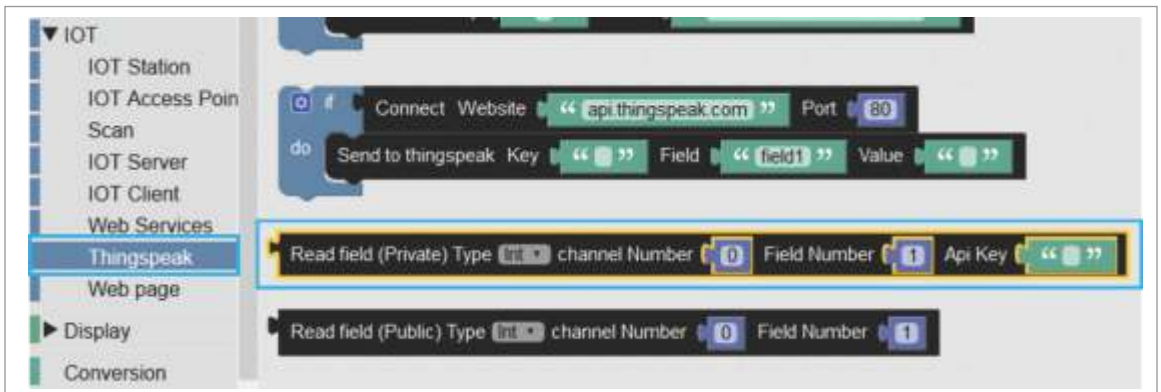 ▼ IOT
IOT Station
IOT Access Poin
Scan
IOT Server
IOT Client
Web Services
Thingspeak
Web page
▶ Display
Conversion
if Connect Website “ api.thingspeak.com ” Port 80
do Send to thingspeak Key “ ” Field “ field1 ” Value “ ”
Read field (Private) Type Int channel Number 0 Field Number 1 Api Key “ ”
Read field (Public) Type Int channel Number 0 Field Number 1